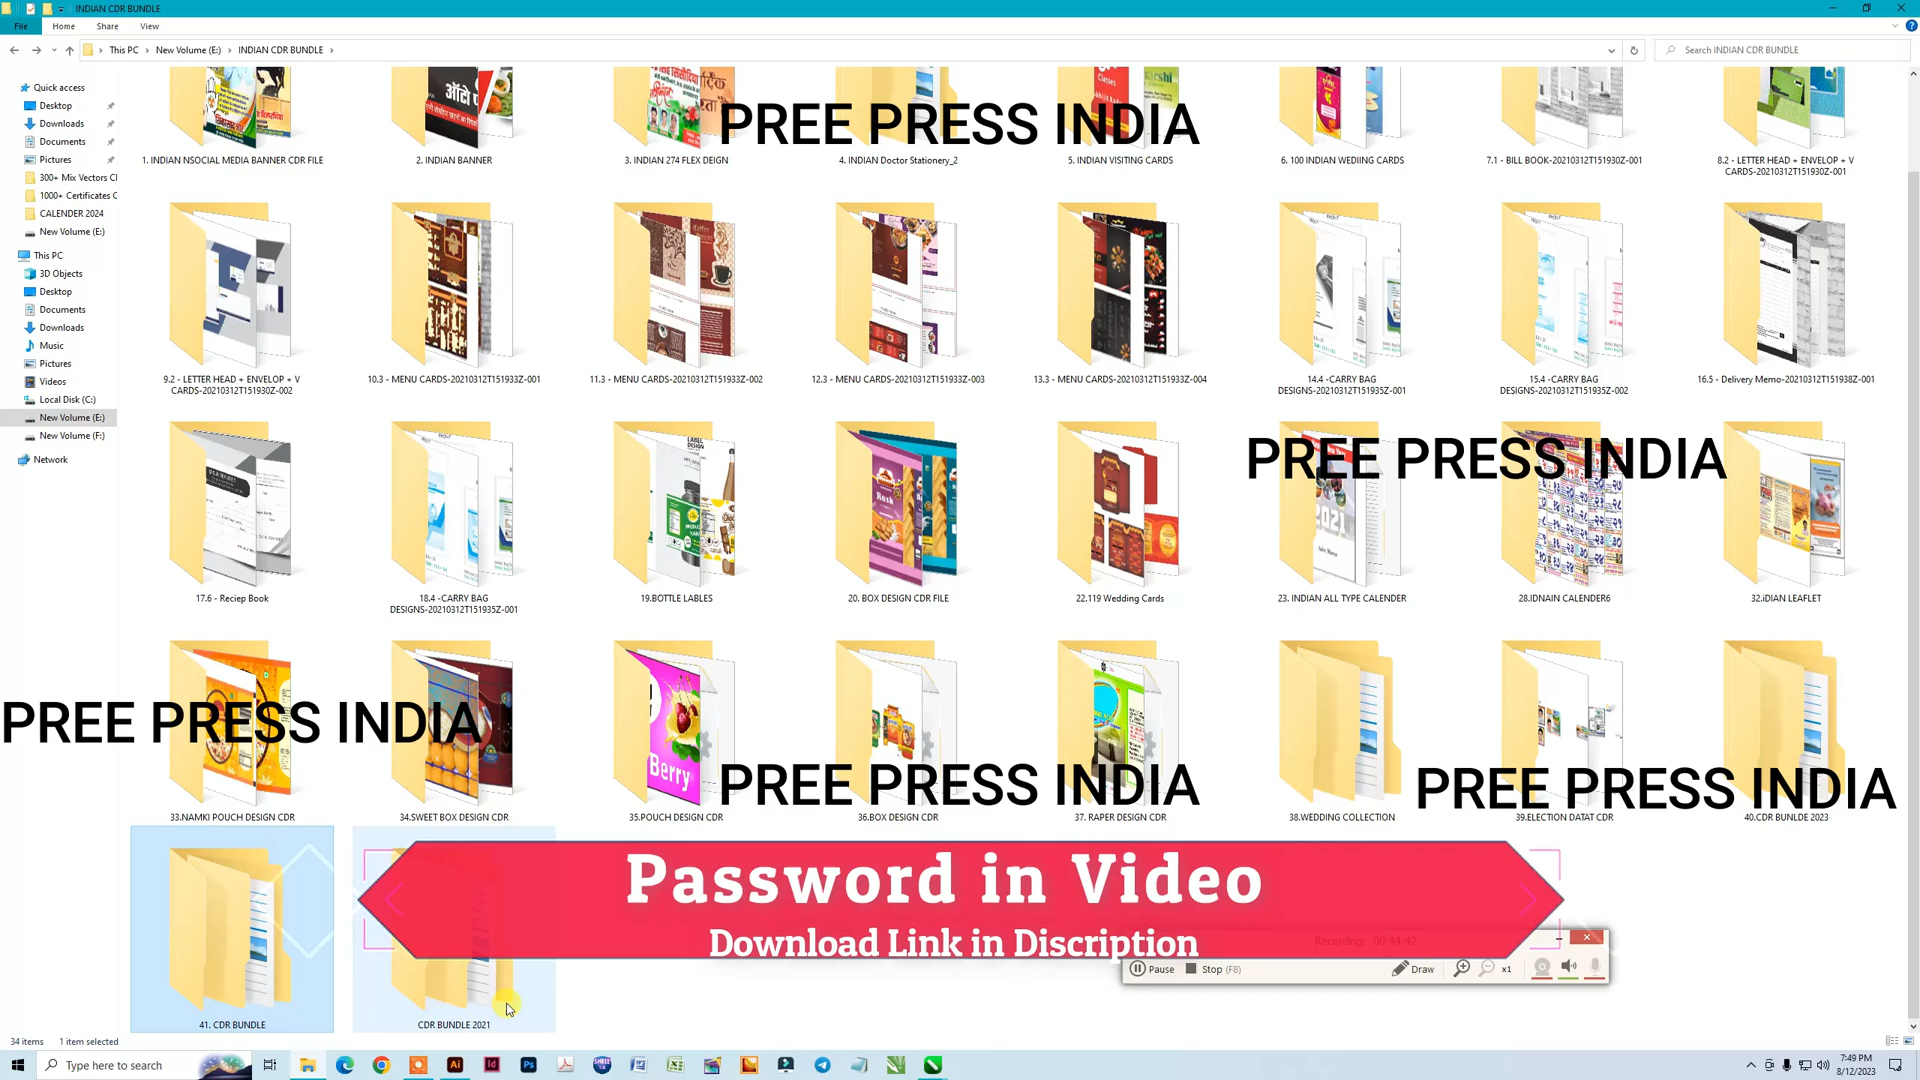 INDIAN CDR BUNDLE
File Home Share View
This PC New Volume (E:) INDIAN CDR BUNDLE
Search INDIAN CDR BUNDLE
Quick access
Desktop
Downloads
Documents
Pictures
300+ Mix Vectors Cl
1000+ Certificates C
CALENDER 2024
New Volume (E:)
This PC
3D Objects
Desktop
Documents
Downloads
Music
Pictures
Videos
Local Disk (C:)
New Volume (E:)
New Volume (F:)
Network
PREE PRESS INDIA
1. INDIAN NSOCIAL MEDIA BANNER CDR FILE
2. INDIAN BANNER
3. INDIAN 274 FLEX DEIGN
4. INDIAN Doctor Stationery_2
5. INDIAN VISITING CARDS
6. 100 INDIAN WEDIING CARDS
7.1 - BILL BOOK-20210312T151930Z-001
8.2 - LETTER HEAD + ENVELOP + V
CARDS-20210312T151930Z-001
9.2 - LETTER HEAD + ENVELOP + V
CARDS-20210312T151930Z-002
10.3 - MENU CARDS-20210312T151933Z-001
11.3 - MENU CARDS-20210312T151933Z-002
12.3 - MENU CARDS-20210312T151933Z-003
13.3 - MENU CARDS-20210312T151933Z-004
14.4 -CARRY BAG
DESIGNS-20210312T151935Z-001
15.4 -CARRY BAG
DESIGNS-20210312T151935Z-002
16.5 - Delivery Memo-20210312T151938Z-001
PREE PRESS INDIA
2021
Rusk
LABEL
DESIGN
17.6 - Reciep Book
18.4 -CARRY BAG
DESIGNS-20210312T151935Z-001
19.BOTTLE LABLES
20. BOX DESIGN CDR FILE
22.119 Wedding Cards
23. INDIAN ALL TYPE CALENDER
28.IDNAIN CALENDER6
32.iDIAN LEAFLET
PREE PRESS INDIA
Berry
PREE PRESS INDIA
PREE PRESS INDIA
33.NAMKI POUCH DESIGN CDR
34.SWEET BOX DESIGN CDR
35.POUCH DESIGN CDR
36.BOX DESIGN CDR
37. RAPER DESIGN CDR
38.WEDDING COLLECTION
39.ELECTION DATAT CDR
40.CDR BUNLDE 2023
Password in Video
Download Link in Discription
Recording: 00:44:42
Pause Stop (F8) Draw x1
41. CDR BUNDLE
CDR BUNDLE 2021
34 items 1 item selected
Type here to search
7:49 PM
8/12/2023